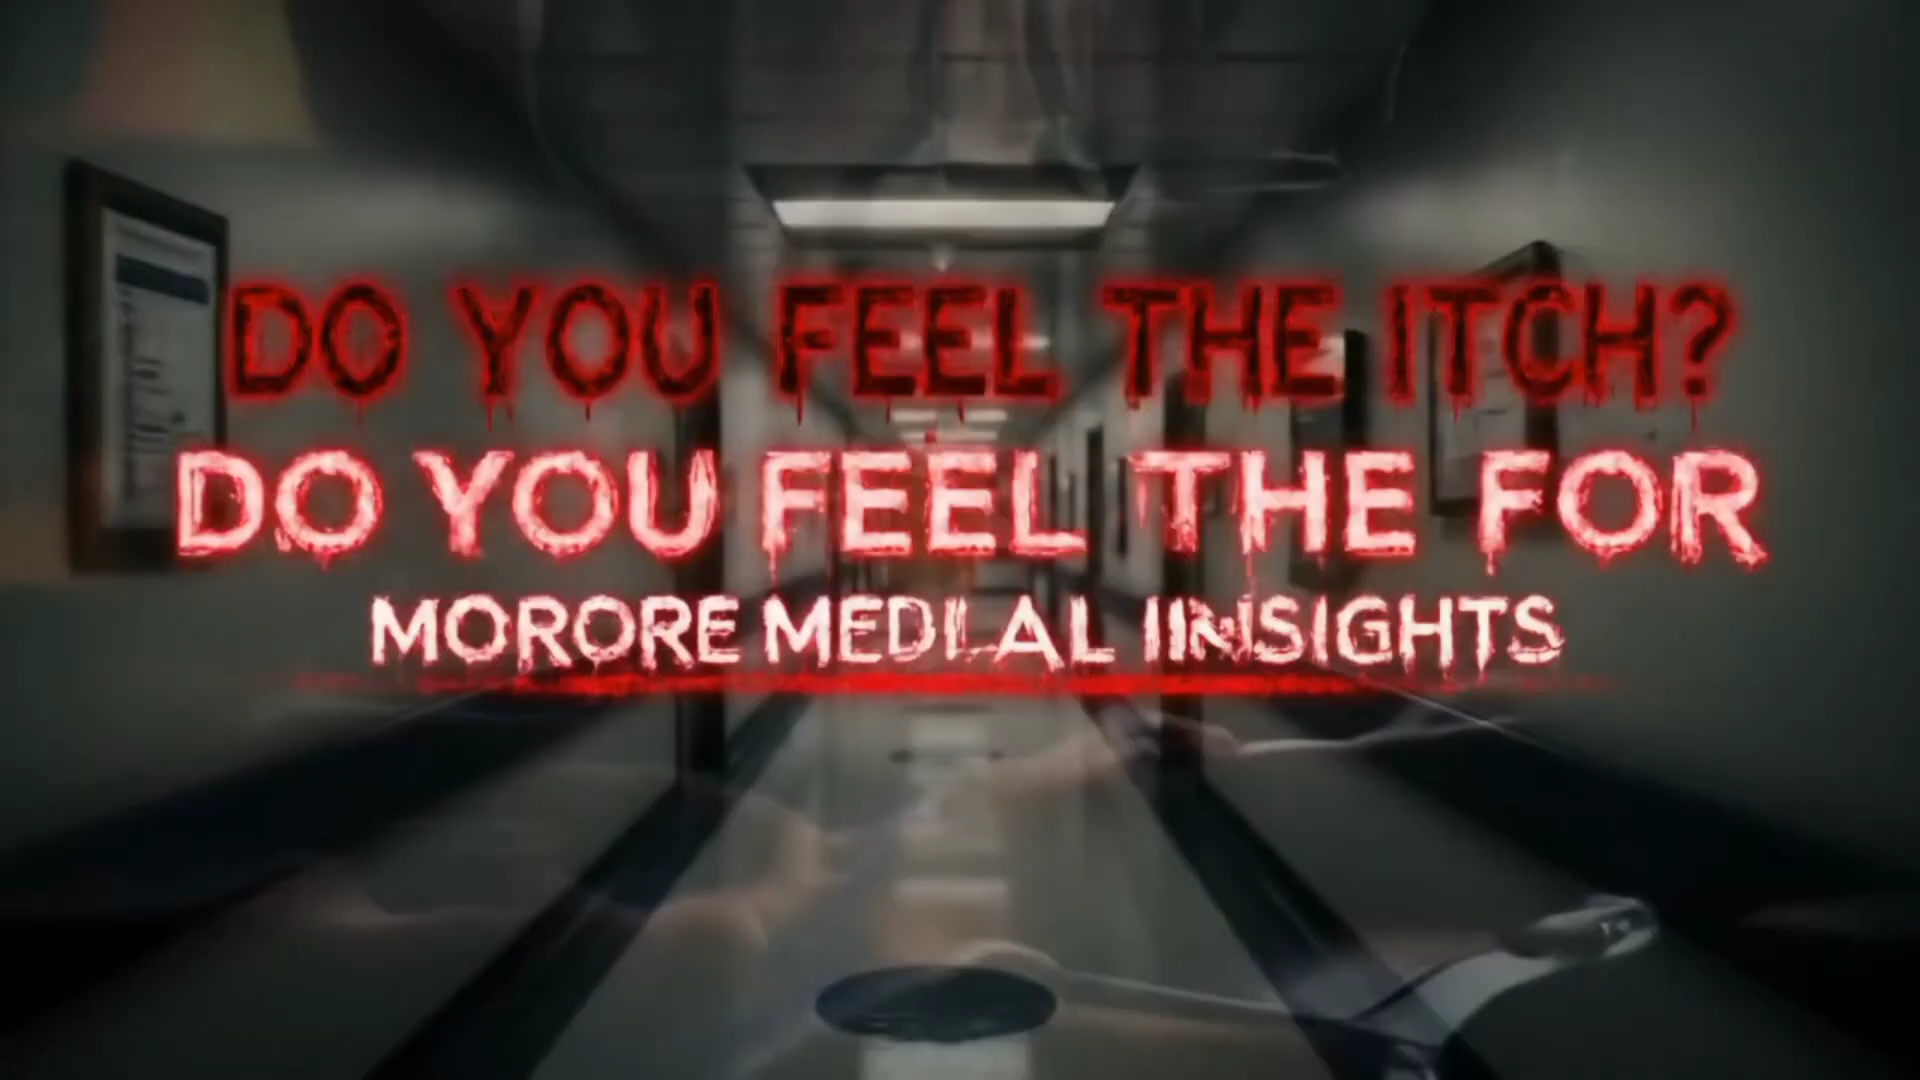 DO YOU FEEL THE ITCH?
DO YOU FEEL THE FOR
MORORE MEDLAL IINSIGHTS